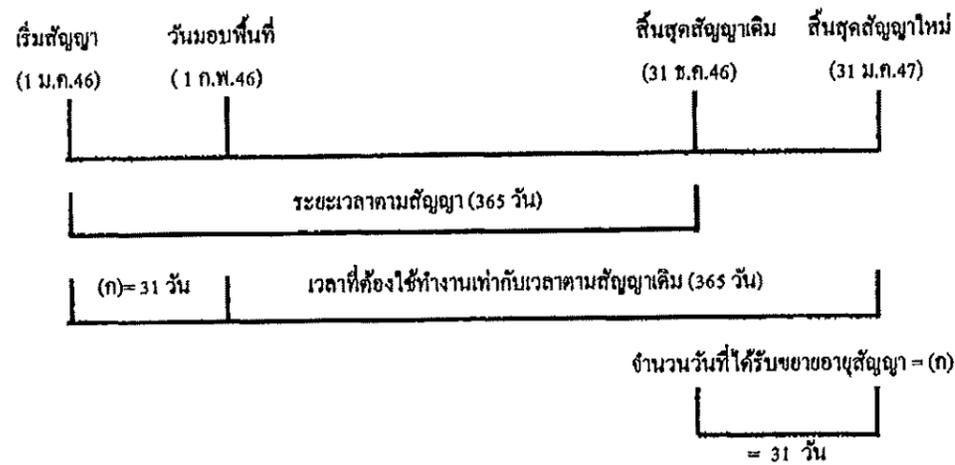 เริ่มสัญญา วันมอบพื้นที่ สิ้นสุดสัญญาเดิม สิ้นสุดสัญญาใหม่
(1 ม.ค.46) (1 ก.พ.46) (31 ธ.ค.46) (31 ม.ค.47)
ระยะเวลาตามสัญญา (365 วัน)
(ก)= 31 วัน เวลาที่ต้องใช้ทำงานเท่ากับเวลาตามสัญญาเดิม (365 วัน)
จำนวนวันที่ได้รับขยายอายุสัญญา = (ก)
= 31 วัน